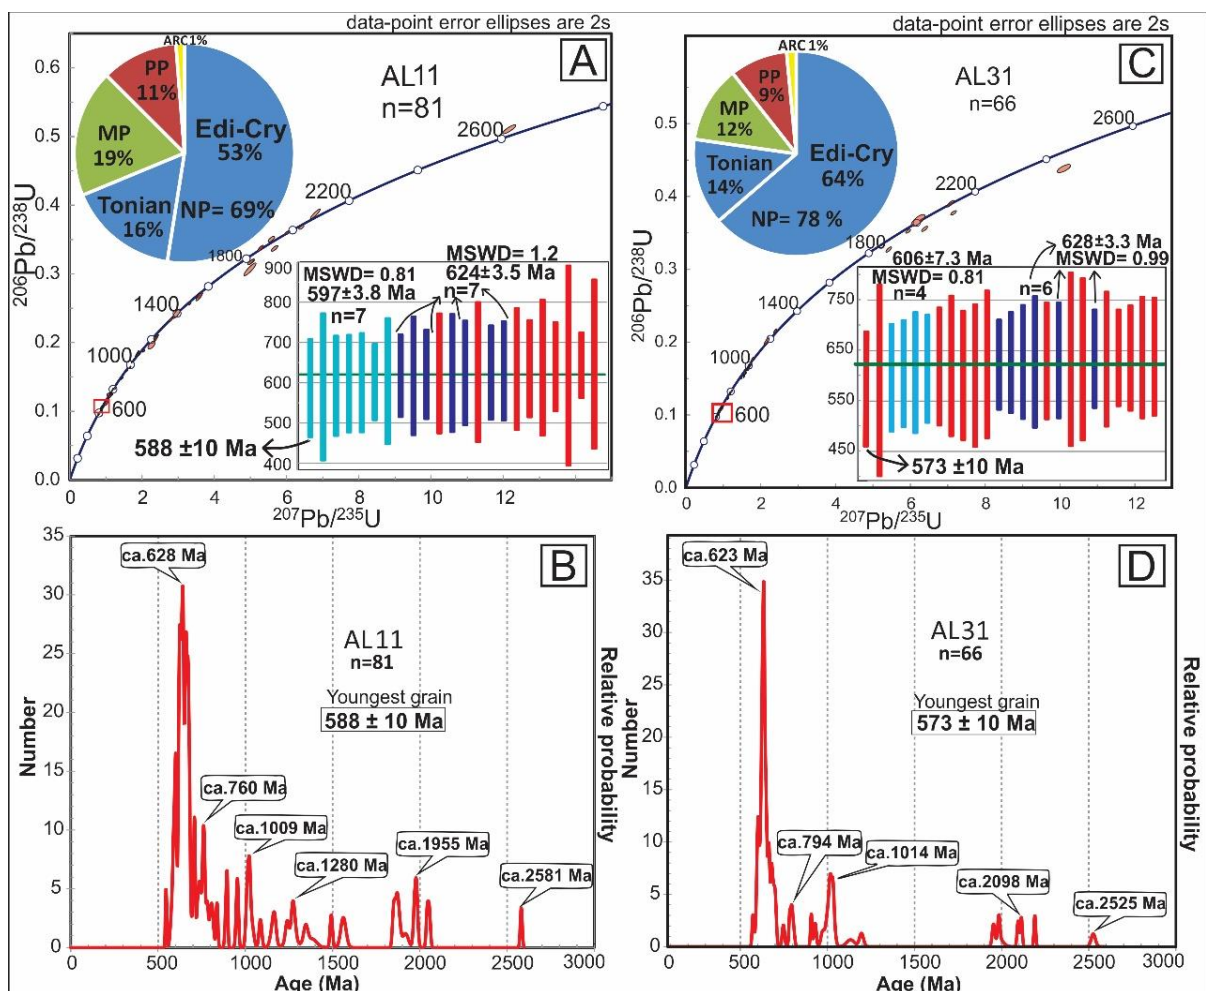 data-point error ellipses are 2s
A
AL11
n=81
ARC 1%
PP
11%
MP
19%
Edi-Cry
53%
Tonian
16%
NP= 69%
206Pb/238U
0.6
0.5
0.4
0.3
0.2
0.1
0.0
2600
2200
1800
1400
1000
600
MSWD= 0.81
597±3.8 Ma
n=7
MSWD= 1.2
624±3.5 Ma
n=7
900
800
700
600
500
400
588 ±10 Ma
0
2
4
6
8
10
12
207Pb/235U
data-point error ellipses are 2s
C
AL31
n=66
ARC 1%
PP
9%
MP
12%
Edi-Cry
64%
Tonian
14%
NP= 78 %
206Pb/238U
0.5
0.4
0.3
0.2
0.1
0.0
2600
2200
1800
1400
1000
600
606±7.3 Ma
MSWD= 0.81
n=4
628±3.3 Ma
MSWD= 0.99
n=6
750
650
550
450
573 ±10 Ma
0
2
4
6
8
10
12
207Pb/235U
B
AL11
n=81
Youngest grain
588 ± 10 Ma
ca.628 Ma
ca.760 Ma
ca.1009 Ma
ca.1280 Ma
ca.1955 Ma
ca.2581 Ma
Number
Relative probability
35
30
25
20
15
10
5
0
0
500
1000
1500
2000
2500
3000
Age (Ma)
D
AL31
n=66
Youngest grain
573 ± 10 Ma
ca.623 Ma
ca.794 Ma
ca.1014 Ma
ca.2098 Ma
ca.2525 Ma
Number
Relative probability
35
30
25
20
15
10
5
0
0
500
1000
1500
2000
2500
3000
Age (Ma)